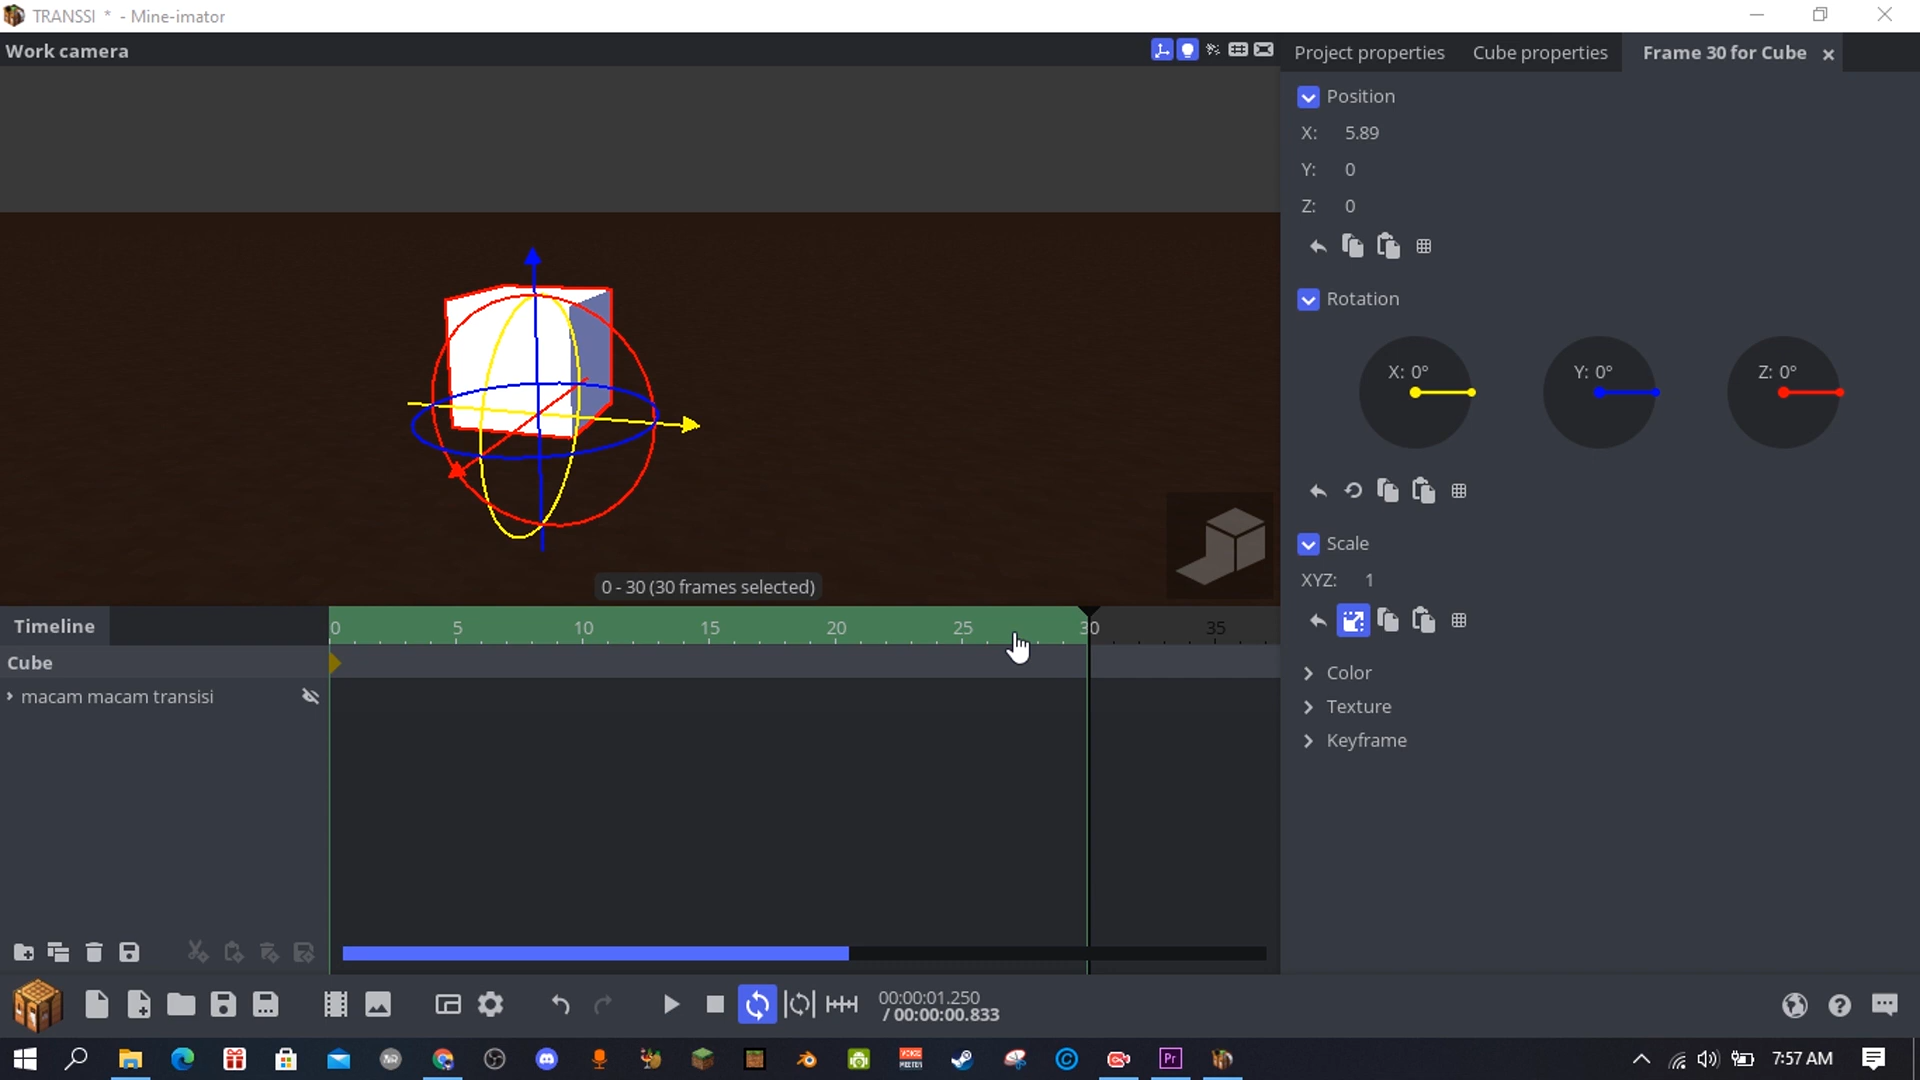 TRANSSI * - Mine-imator
Work camera
Project properties
Cube properties
Frame 30 for Cube
Position
X: 5.89
Y: 0
Z: 0
Rotation
X: 0° Y: 0° Z: 0°
Scale
XYZ: 1
Color
Texture
Keyframe
0 - 30 (30 frames selected)
Timeline
0 5 10 15 20 25 30 35
Cube
macam macam transisi
00:00:01.250
/ 00:00:00.833
Pr
7:57 AM